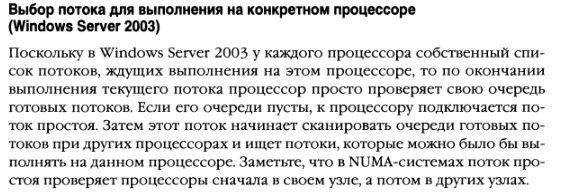 Выбор потока для выполнения на конкретном процессоре
(Windows Server 2003)
Поскольку в Windows Server 2003 у каждого процессора собственный спи-
сок потоков, ждущих выполнения на этом процессоре, то по окончании
выполнения текущего потока процессор просто проверяет свою очередь
готовых потоков. Если его очереди пусты, к процессору подключается по-
ток простоя. Затем этот поток начинает сканировать очереди готовых по-
токов при других процессорах и ищет потоки, которые можно было бы вы-
полнять на данном процессоре. Заметьте, что в NUMA-системах поток про-
стоя проверяет процессоры сначала в своем узле, а потом в других узлах.